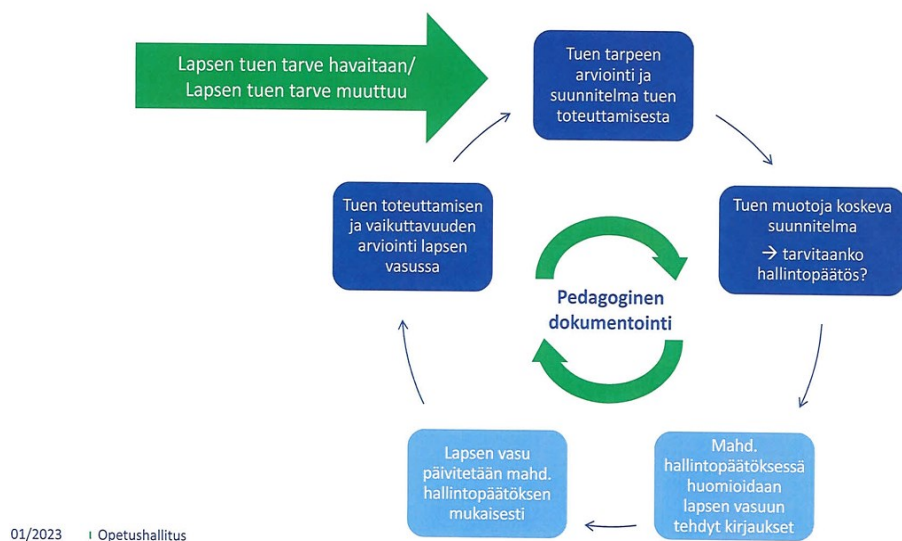 Lapsen tuen tarve havaitaan/
Lapsen tuen tarve muuttuu
Tuen tarpeen
arviointi ja
suunnitelma tuen
toteuttamisesta
Tuen muotoja koskeva
suunnitelma
→ tarvitaanko
hallintopäätös?
Mahd.
hallintopäätöksessä
huomioidaan
lapsen vasuun
tehdyt kirjaukset
Lapsen vasu
päivitetään mahd.
hallintopäätöksen
mukaisesti
Tuen toteuttamisen
ja vaikuttavuuden
arviointi lapsen
vasussa
Pedagoginen
dokumentointi
01/2023 Opetushallitus